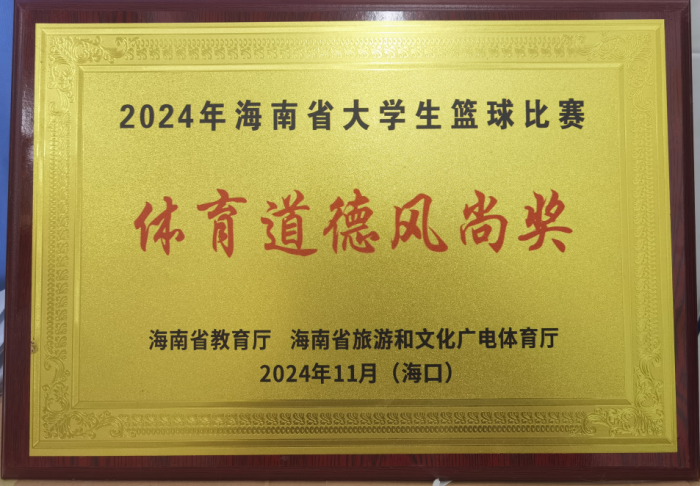 2024年海南省大学生篮球比赛
体育道德风尚奖
海南省教育厅 海南省旅游和文化广电体育厅
2024年11月（海口）